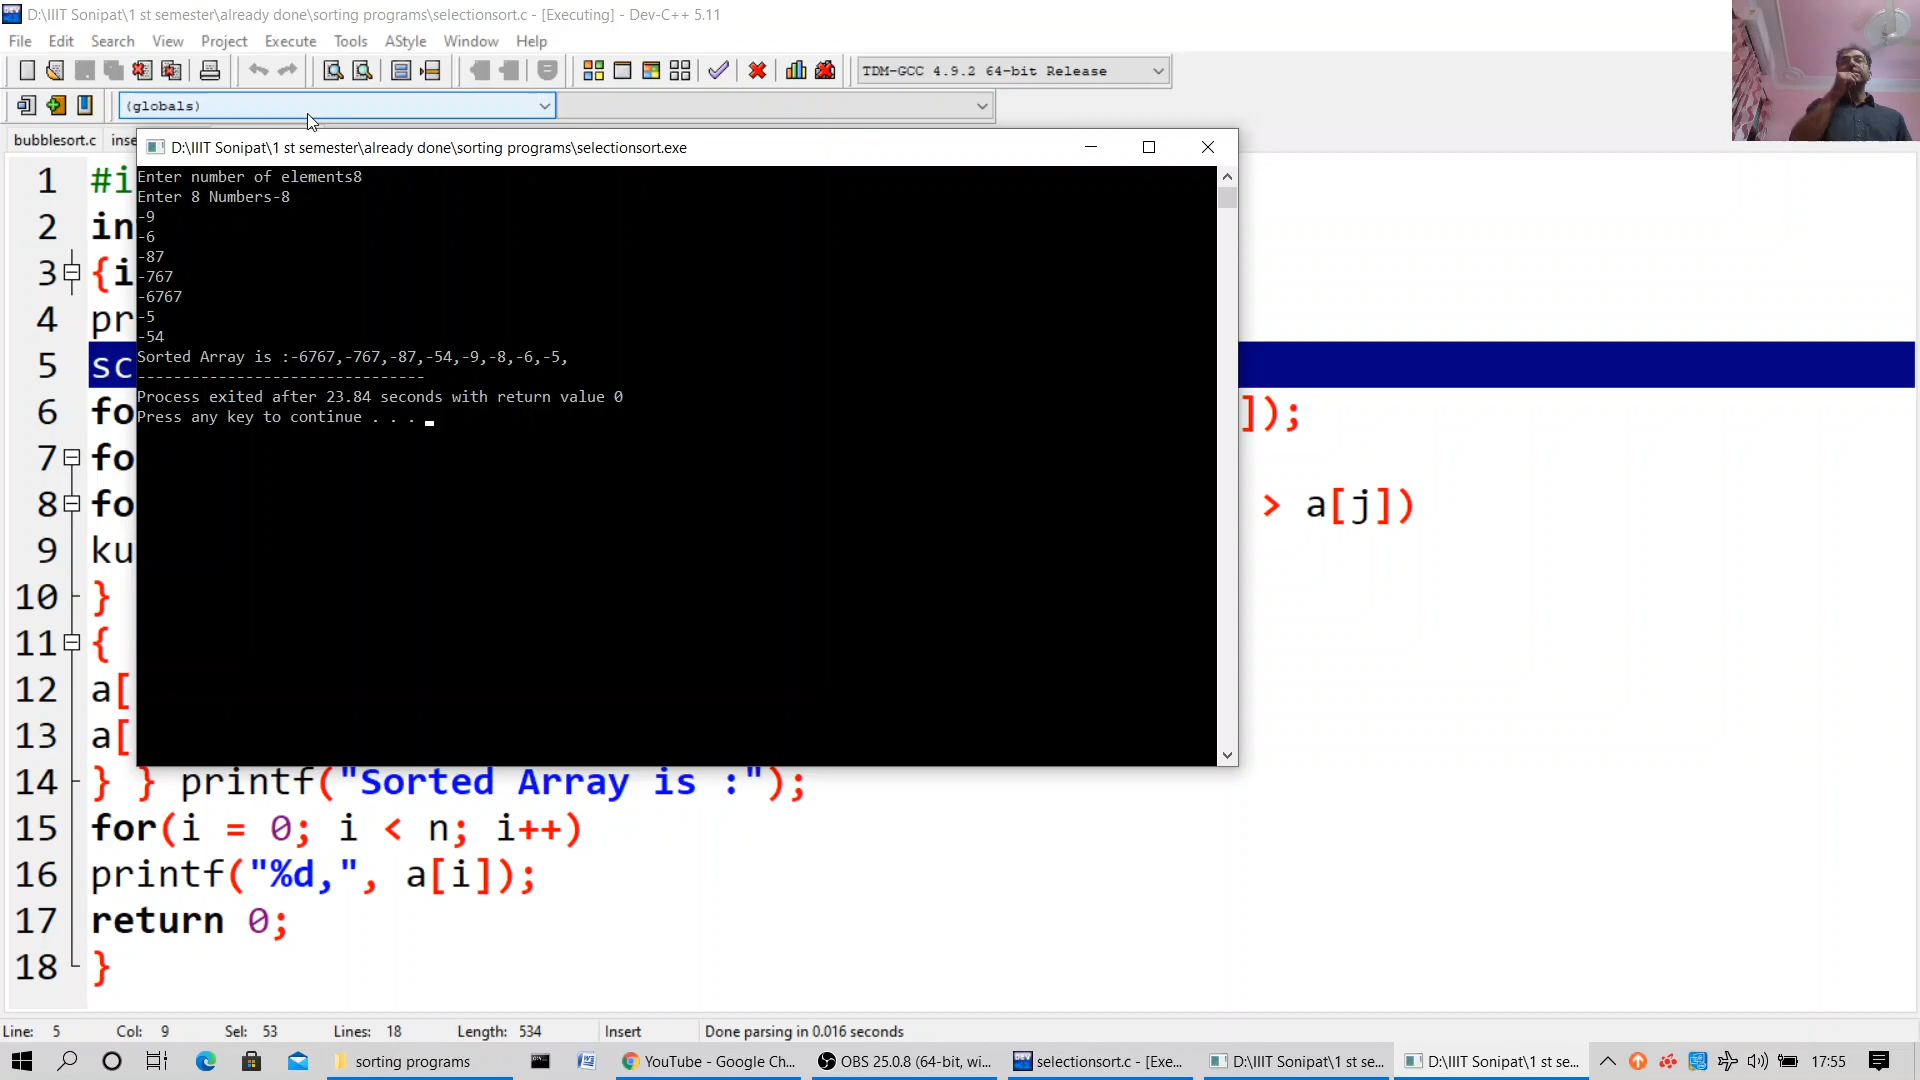 D:\IIIT Sonipat\1 st semester\already done\sorting programs\selectionsort.c - [Executing] - Dev-C++ 5.11
File Edit Search View Project Execute Tools AStyle Window Help
TDM-GCC 4.9.2 64-bit Release
(globals)
bubblesort.c inse
D:\IIIT Sonipat\1 st semester\already done\sorting programs\selectionsort.exe
Enter number of elements8
Enter 8 Numbers-8
-9
-6
-87
-767
-6767
-5
-54
Sorted Array is :-6767,-767,-87,-54,-9,-8,-6,-5,
--------------------------------
Process exited after 23.84 seconds with return value 0
Press any key to continue . . .
1 #i
2 in
3 {i
4 pr
5 sc
6 fo ]);
7 fo
8 fo > a[j])
9 ku
10 }
11 {
12 a[
13 a[
14 } } printf("Sorted Array is :");
15 for(i = 0; i < n; i++)
16 printf("%d,", a[i]);
17 return 0;
18 }
Line: 5 Col: 9 Sel: 53 Lines: 18 Length: 534 Insert Done parsing in 0.016 seconds
sorting programs YouTube - Google Ch... OBS 25.0.8 (64-bit, wi... selectionsort.c - [Exe... D:\IIIT Sonipat\1 st se... D:\IIIT Sonipat\1 st se... 17:55